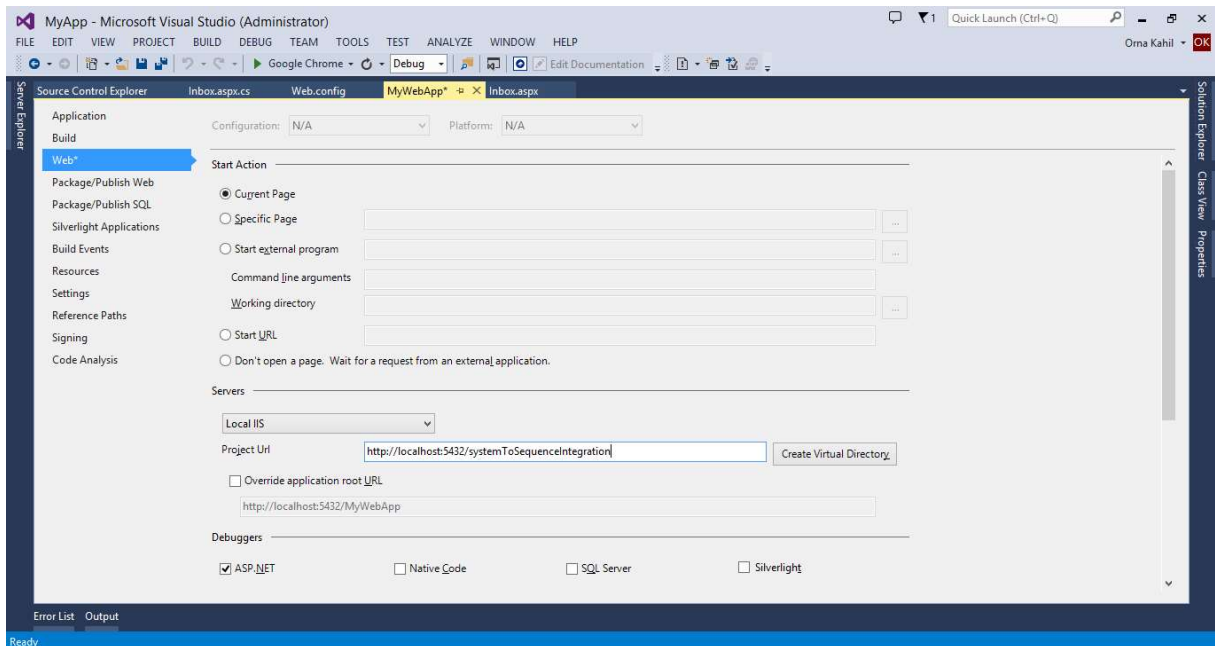 MyApp - Microsoft Visual Studio (Administrator)
1
Quick Launch (Ctrl+Q)
FILE EDIT VIEW PROJECT BUILD DEBUG TEAM TOOLS TEST ANALYZE WINDOW HELP
Orna Kahil OK
Google Chrome Debug Edit Documentation
Server Explorer
Source Control Explorer Inbox.aspx.cs Web.config MyWebApp* Inbox.aspx
Solution Explorer
Class View
Properties
Application
Build
Web*
Package/Publish Web
Package/Publish SQL
Silverlight Applications
Build Events
Resources
Settings
Reference Paths
Signing
Code Analysis
Configuration: N/A Platform: N/A
Start Action
Current Page
Specific Page ...
Start external program ...
Command line arguments
Working directory ...
Start URL
Don't open a page. Wait for a request from an external application.
Servers
Local IIS
Project Url http://localhost:5432/systemToSequenceIntegration Create Virtual Directory
Override application root URL
http://localhost:5432/MyWebApp
Debuggers
ASP.NET Native Code SQL Server Silverlight
Error List Output
Ready